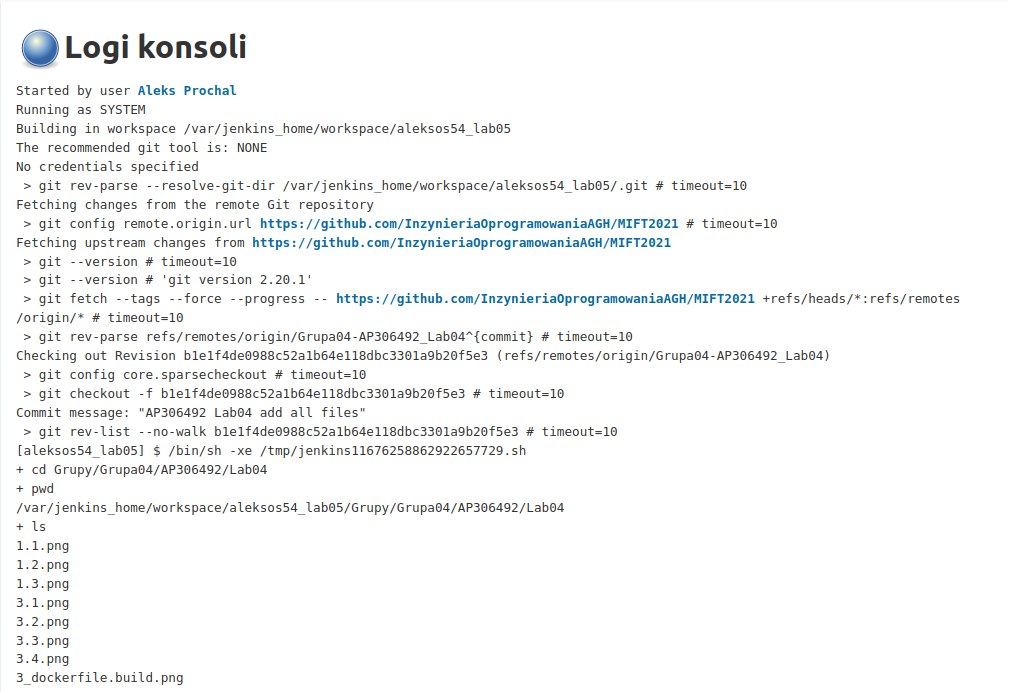 Logi konsoli
Started by user Aleks Prochal
Running as SYSTEM
Building in workspace /var/jenkins_home/workspace/aleksos54_lab05
The recommended git tool is: NONE
No credentials specified
 > git rev-parse --resolve-git-dir /var/jenkins_home/workspace/aleksos54_lab05/.git # timeout=10
Fetching changes from the remote Git repository
 > git config remote.origin.url https://github.com/InzynieriaOprogramowaniaAGH/MIFT2021 # timeout=10
Fetching upstream changes from https://github.com/InzynieriaOprogramowaniaAGH/MIFT2021
 > git --version # timeout=10
 > git --version # 'git version 2.20.1'
 > git fetch --tags --force --progress -- https://github.com/InzynieriaOprogramowaniaAGH/MIFT2021 +refs/heads/*:refs/remotes
/origin/* # timeout=10
 > git rev-parse refs/remotes/origin/Grupa04-AP306492_Lab04^{commit} # timeout=10
Checking out Revision b1e1f4de0988c52a1b64e118dbc3301a9b20f5e3 (refs/remotes/origin/Grupa04-AP306492_Lab04)
 > git config core.sparsecheckout # timeout=10
 > git checkout -f b1e1f4de0988c52a1b64e118dbc3301a9b20f5e3 # timeout=10
Commit message: "AP306492 Lab04 add all files"
 > git rev-list --no-walk b1e1f4de0988c52a1b64e118dbc3301a9b20f5e3 # timeout=10
[aleksos54_lab05] $ /bin/sh -xe /tmp/jenkins11676258862922657729.sh
+ cd Grupy/Grupa04/AP306492/Lab04
+ pwd
/var/jenkins_home/workspace/aleksos54_lab05/Grupy/Grupa04/AP306492/Lab04
+ ls
1.1.png
1.2.png
1.3.png
3.1.png
3.2.png
3.3.png
3.4.png
3_dockerfile.build.png